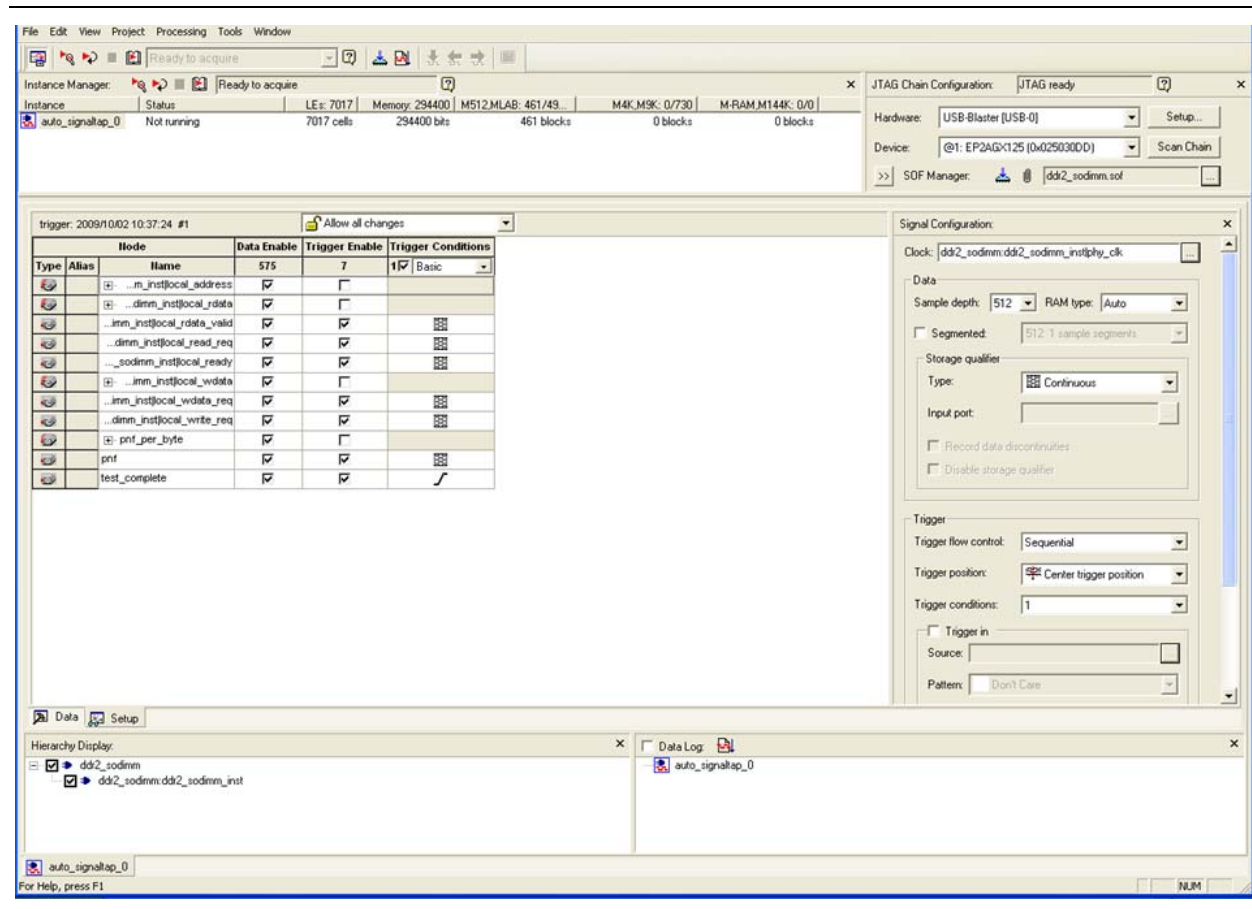 File Edit View Project Processing Tools Window
Ready to acquire
Instance Manager: Ready to acquire
Instance Status LEs: 7017 Memory: 294400 M512,MLAB: 461/49... M4K,M9K: 0/730 M-RAM,M144K: 0/0
auto_signaltap_0 Not running 7017 cells 294400 bits 461 blocks 0 blocks 0 blocks
JTAG Chain Configuration: JTAG ready
Hardware: USB-Blaster [USB-0] Setup...
Device: @1: EP2AGX125 (0x025030DD) Scan Chain
>> SOF Manager: ddr2_sodimm.sof ...
trigger: 2009/10/02 10:37:24 #1 Allow all changes
Node Data Enable Trigger Enable Trigger Conditions
Type Alias Name 575 7 1 Basic
...m_inst|local_address
...dimm_inst|local_rdata
...imm_inst|local_rdata_valid
...dimm_inst|local_read_req
..._sodimm_inst|local_ready
...imm_inst|local_wdata
...imm_inst|local_wdata_req
...dimm_inst|local_write_req
pnf_per_byte
pnf
test_complete
Signal Configuration:
Clock: ddr2_sodimm:ddr2_sodimm_inst|phy_clk ...
Data
Sample depth: 512 RAM type: Auto
Segmented: 512 1 sample segments
Storage qualifier
Type: Continuous
Input port:
Record data discontinuities
Disable storage qualifier
Trigger
Trigger flow control: Sequential
Trigger position: Center trigger position
Trigger conditions: 1
Trigger in
Source:
Pattern: Don't Care
Data Setup
Hierarchy Display:
ddr2_sodimm
ddr2_sodimm:ddr2_sodimm_inst
Data Log:
auto_signaltap_0
auto_signaltap_0
For Help, press F1
NUM